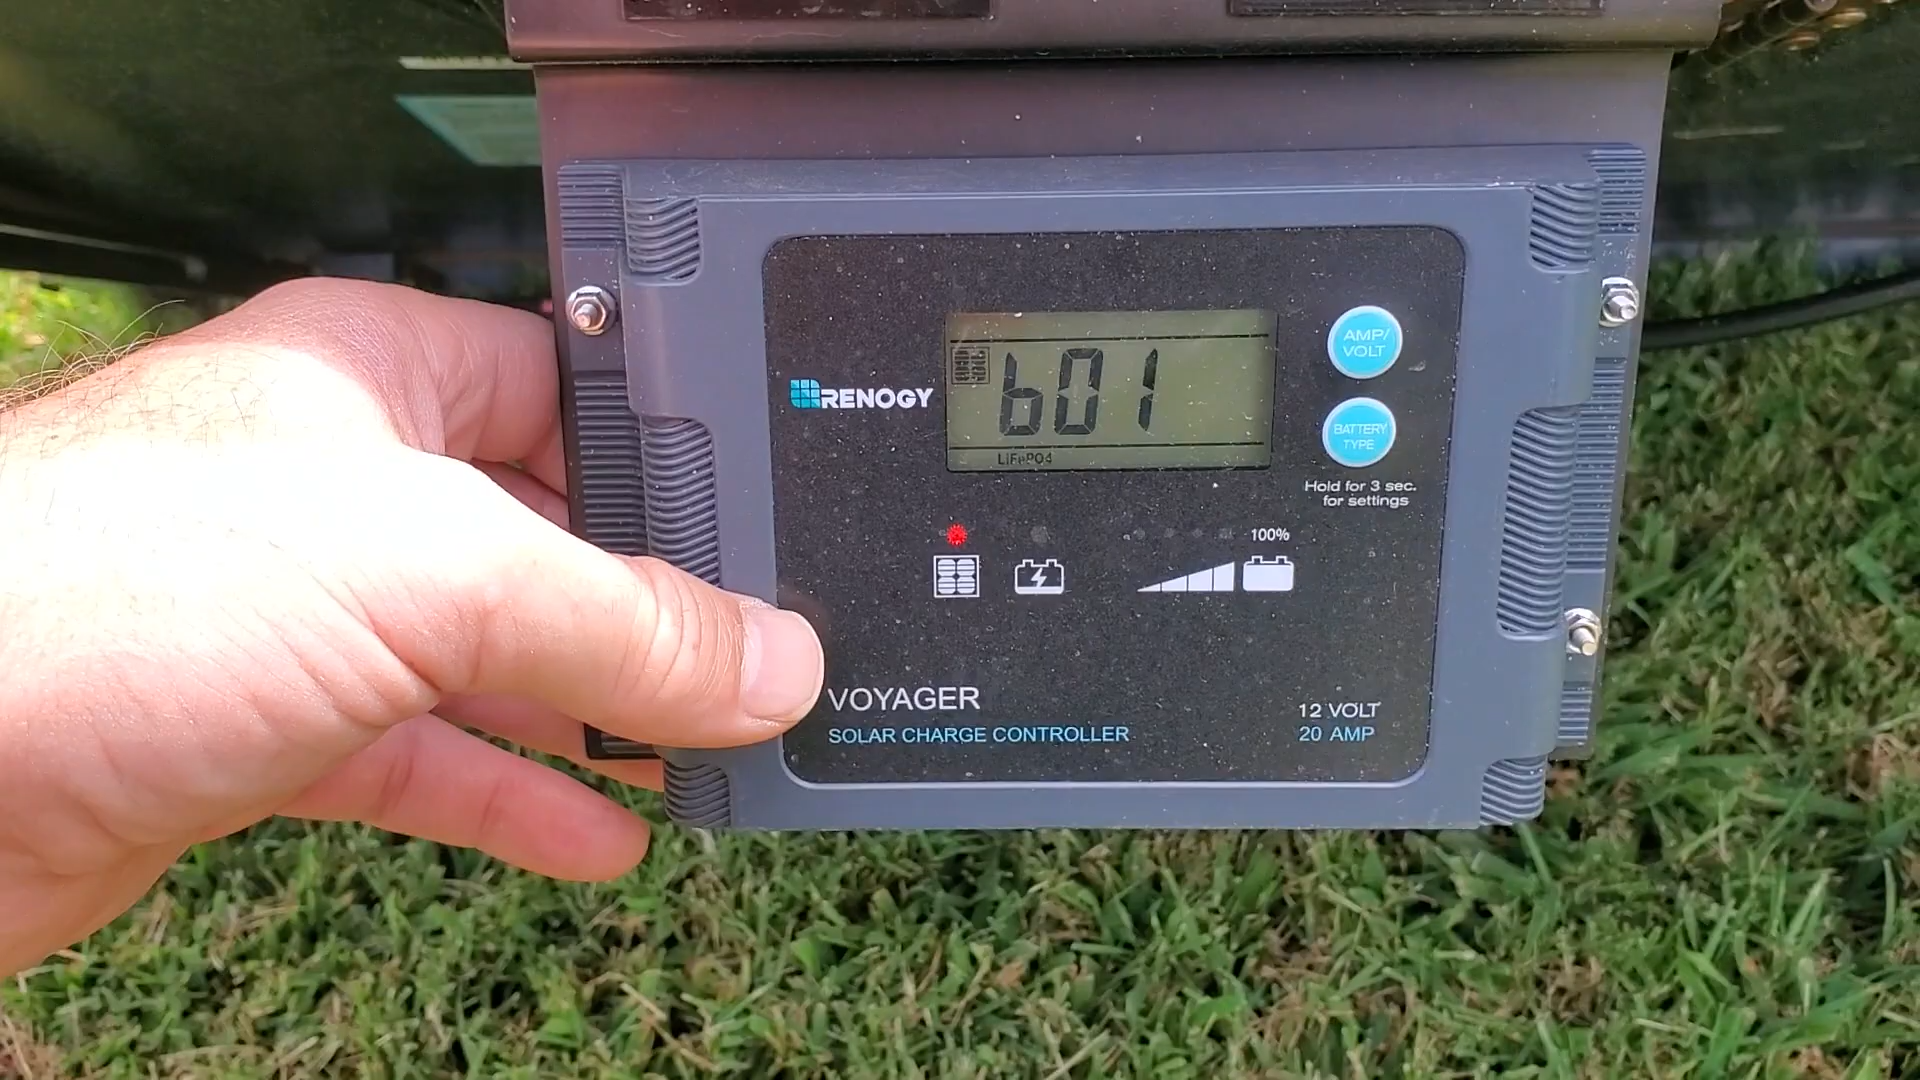 b01
LiFePO4
RENOGY
AMP/
VOLT
BATTERY
TYPE
Hold for 3 sec.
for settings
100%
VOYAGER
SOLAR CHARGE CONTROLLER
12 VOLT
20 AMP